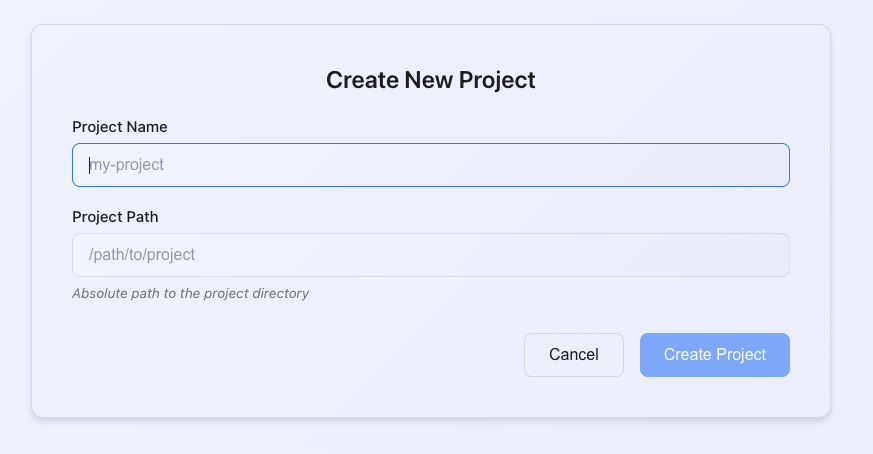 Create New Project
Project Name
my-project
Project Path
/path/to/project
Absolute path to the project directory
Cancel
Create Project